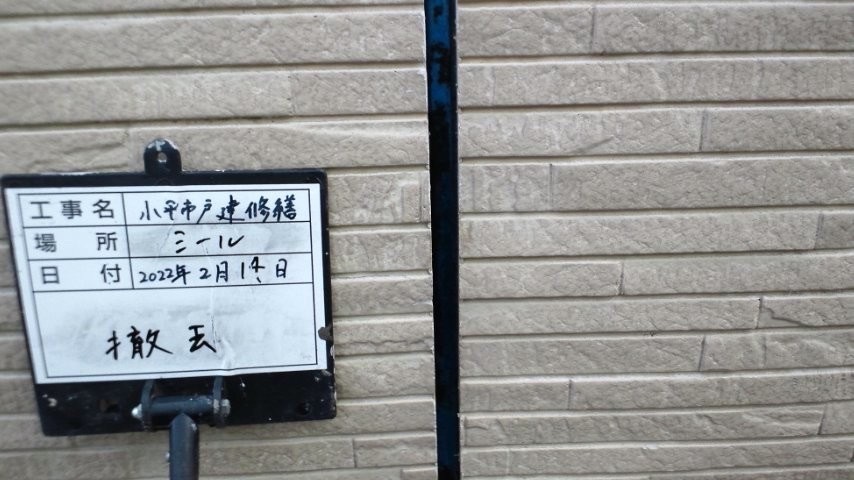 工事名 小平市戸建修繕
場所 シール
日付 2022年2月14日
撤去